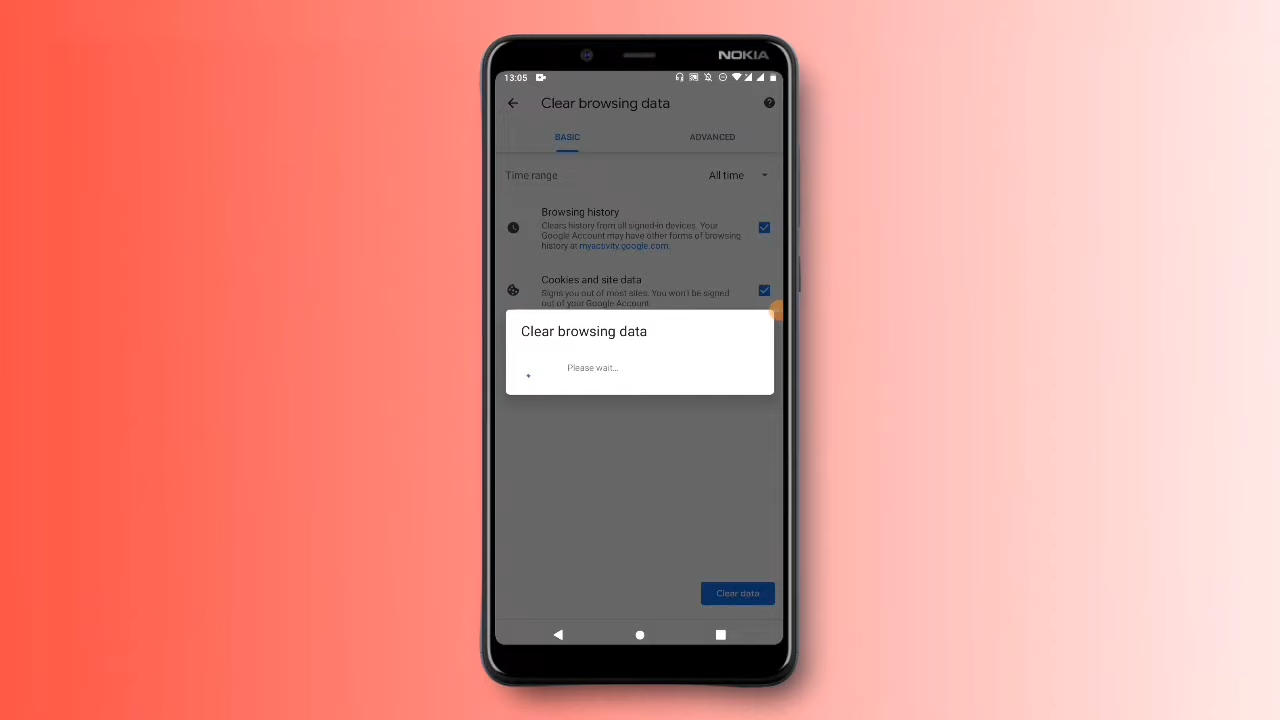 NOKIA
13:05
Clear browsing data
BASIC
ADVANCED
Time range
All time
Browsing history
Clears history from all signed-in devices. Your
Google Account may have other forms of browsing
history at myactivity.google.com.
Cookies and site data
Signs you out of most sites. You won't be signed
out of your Google Account.
Clear browsing data
Please wait…
Clear data